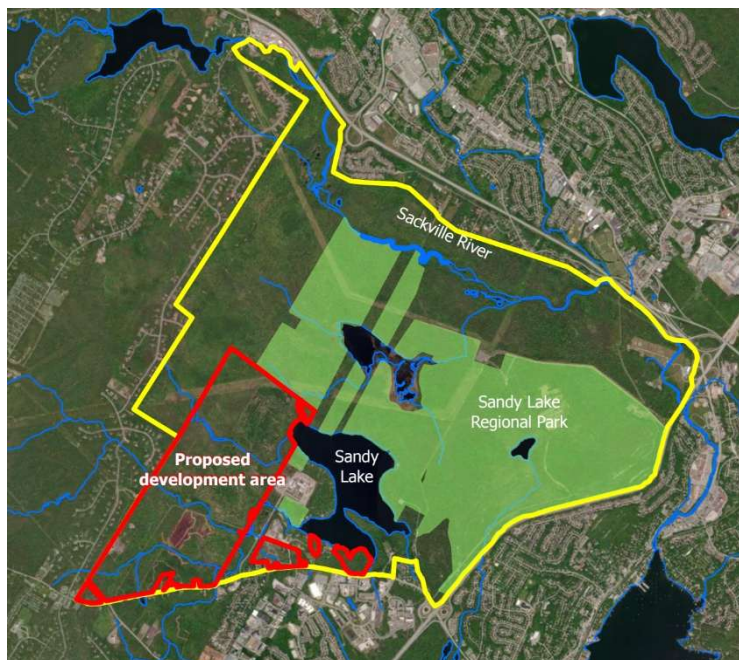 Sackville River
Sandy Lake
Regional Park
Sandy
Lake
Proposed
development area